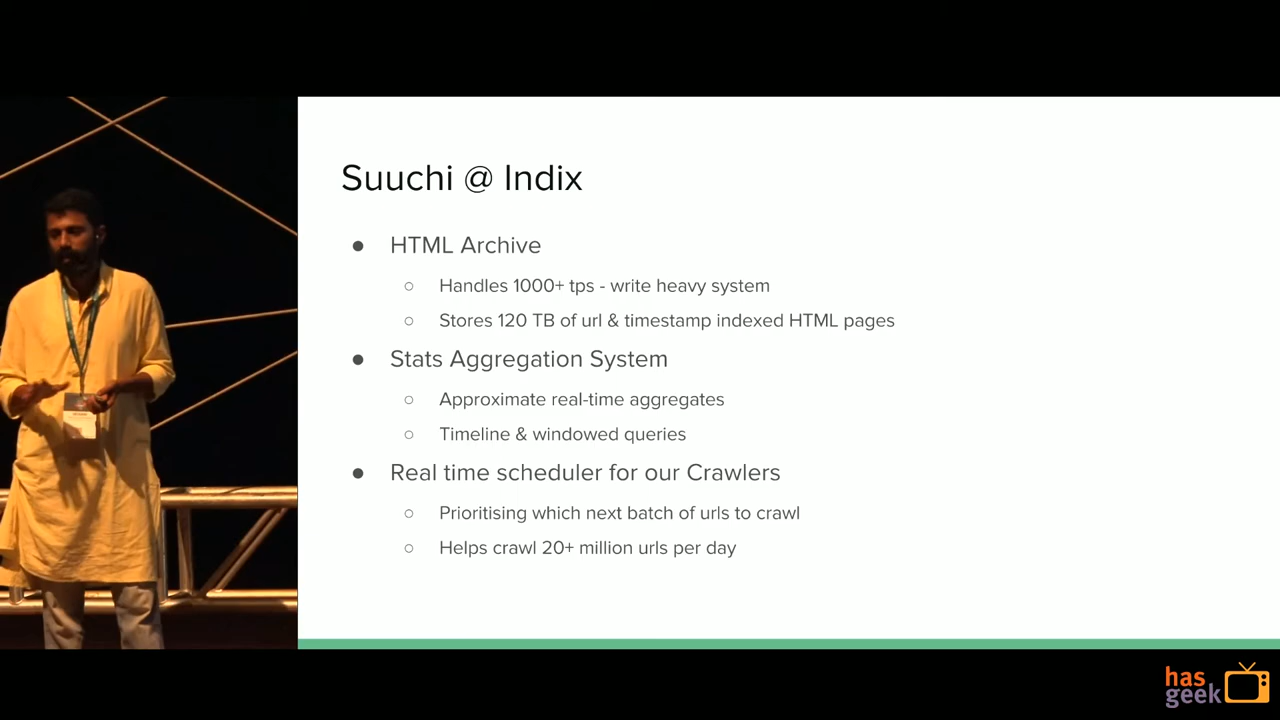 Suuchi @ Indix
● HTML Archive
○ Handles 1000+ tps - write heavy system
○ Stores 120 TB of url & timestamp indexed HTML pages
● Stats Aggregation System
○ Approximate real-time aggregates
○ Timeline & windowed queries
● Real time scheduler for our Crawlers
○ Prioritising which next batch of urls to crawl
○ Helps crawl 20+ million urls per day
has
geek